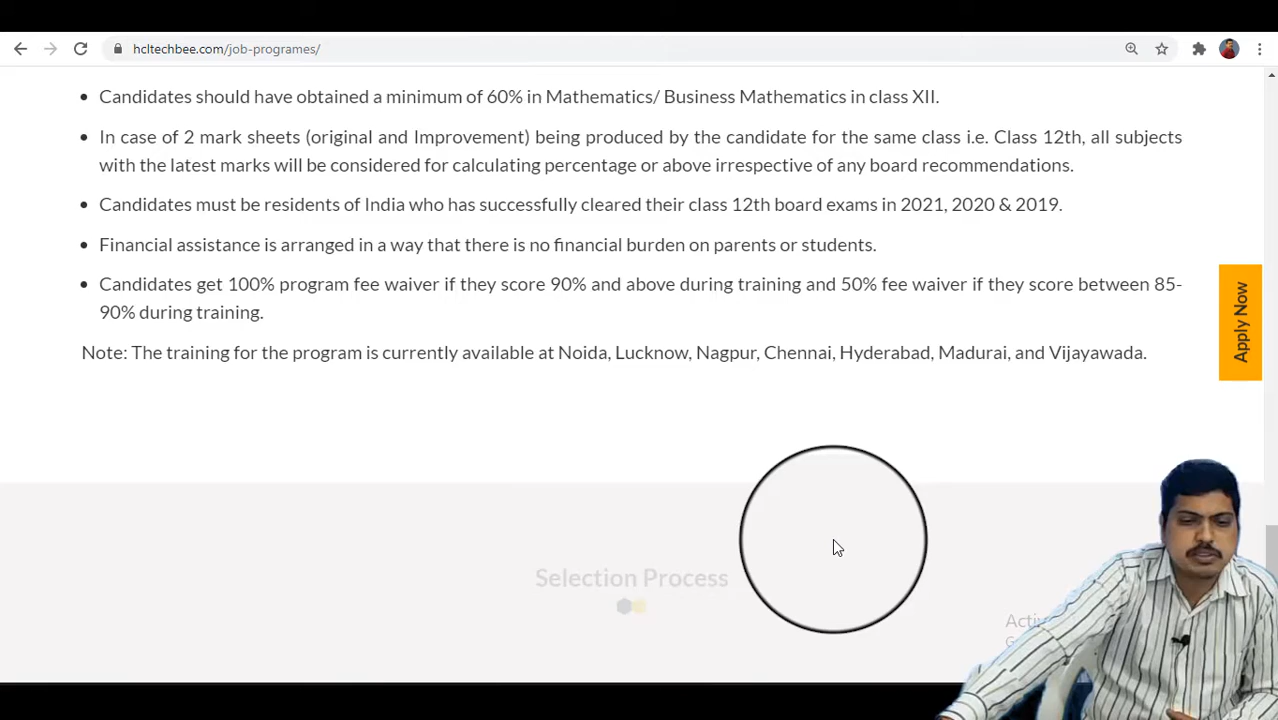 hcltechbee.com/job-programes/
Candidates should have obtained a minimum of 60% in Mathematics/ Business Mathematics in class XII.
In case of 2 mark sheets (original and Improvement) being produced by the candidate for the same class i.e. Class 12th, all subjects
with the latest marks will be considered for calculating percentage or above irrespective of any board recommendations.
Candidates must be residents of India who has successfully cleared their class 12th board exams in 2021, 2020 & 2019.
Financial assistance is arranged in a way that there is no financial burden on parents or students.
Candidates get 100% program fee waiver if they score 90% and above during training and 50% fee waiver if they score between 85-
90% during training.
Note: The training for the program is currently available at Noida, Lucknow, Nagpur, Chennai, Hyderabad, Madurai, and Vijayawada.
Apply Now
Selection Process